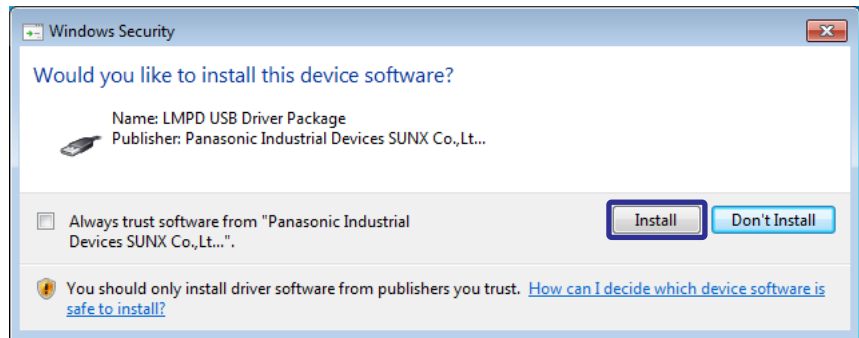 Windows Security
Would you like to install this device software?
Name: LMPD USB Driver Package
Publisher: Panasonic Industrial Devices SUNX Co.,Lt...
Always trust software from "Panasonic Industrial
Devices SUNX Co.,Lt...".
Install
Don't Install
You should only install driver software from publishers you trust. How can I decide which device software is
safe to install?